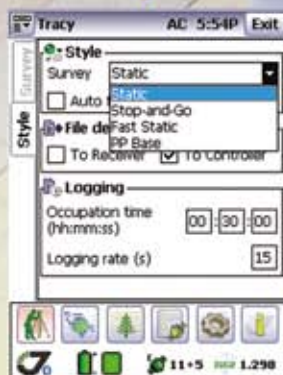 Tracy AC 5:54P Exit
Survey
Style
Style
Survey Static
Static
Stop-and-Go
Fast Static
PP Base
Auto
File de
To Receiver To Controller
Logging
Occupation time
(hh:mm:ss) 00 :30 :00
Logging rate (s) 15
11+5 1.298